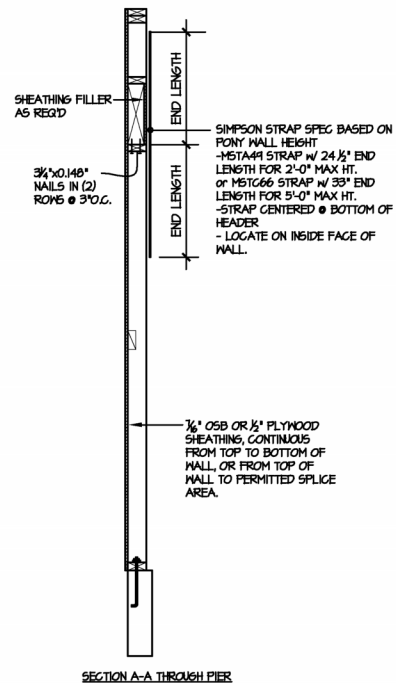 END LENGTH
SHEATHING FILLER
AS REQ'D
SIMPSON STRAP SPEC BASED ON
PONY WALL HEIGHT
-MSTA49 STRAP W/ 24 ½" END
LENGTH FOR 2'-0" MAX HT.
or MSTC66 STRAP W/ 33" END
LENGTH FOR 5'-0" MAX HT.
-STRAP CENTERED @ BOTTOM OF
HEADER
- LOCATE ON INSIDE FACE OF
WALL.
3¼"x0.148"
NAILS IN (2)
ROWS @ 3"O.C.
END LENGTH
7/16" OSB OR ½" PLYWOOD
SHEATHING, CONTINUOUS
FROM TOP TO BOTTOM OF
WALL, OR FROM TOP OF
WALL TO PERMITTED SPLICE
AREA.
SECTION A-A THROUGH PIER